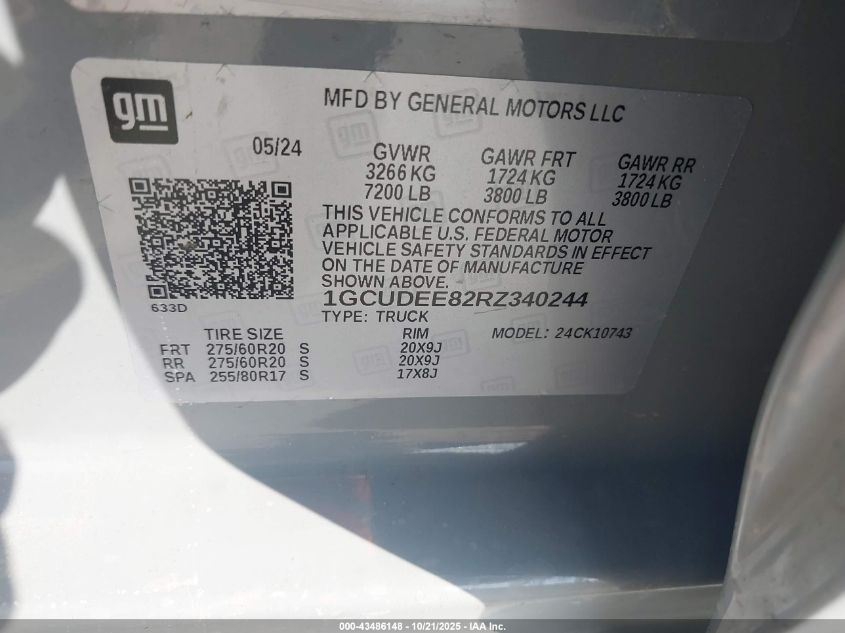 gm
MFD BY GENERAL MOTORS LLC
05/24
GVWR GAWR FRT GAWR RR
3266 KG 1724 KG 1724 KG
7200 LB 3800 LB 3800 LB
THIS VEHICLE CONFORMS TO ALL
APPLICABLE U.S. FEDERAL MOTOR
VEHICLE SAFETY STANDARDS IN EFFECT
ON THE DATE OF MANUFACTURE
SHOWN ABOVE.
1GCUDEE82RZ340244
633D
TYPE: TRUCK MODEL: 24CK10743
TIRE SIZE RIM
FRT 275/60R20 S 20X9J
RR 275/60R20 S 20X9J
SPA 255/80R17 S 17X8J
000-43486148 - 10/21/2025 - IAA Inc.